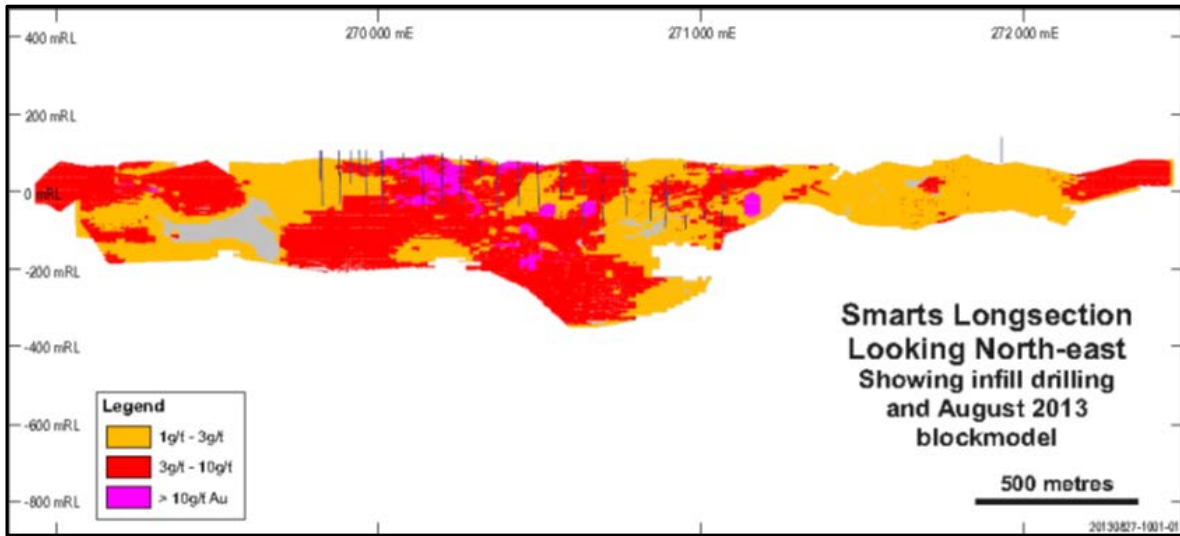 400 mRL
270 000 mE
271 000 mE
272 000 mE
200 mRL
0 mRL
-200 mRL
-400 mRL
-600 mRL
-800 mRL
Smarts Longsection
Looking North-east
Showing infill drilling
and August 2013
blockmodel
500 metres
Legend
1g/t - 3g/t
3g/t - 10g/t
> 10g/t Au
20130827-1001-01